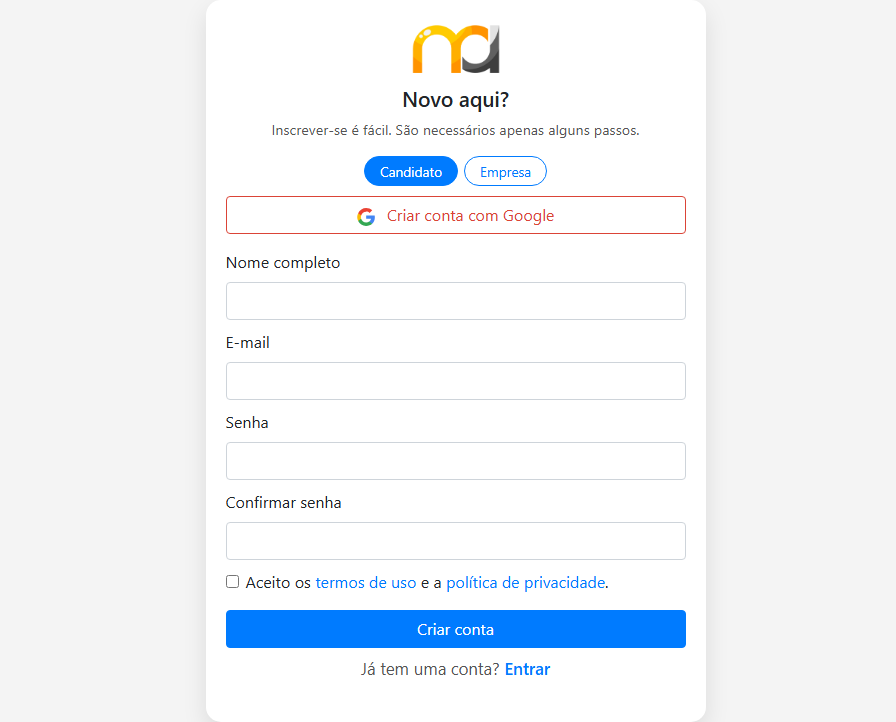 Novo aqui?
Inscrever-se é fácil. São necessários apenas alguns passos.
Candidato Empresa
Criar conta com Google
Nome completo
E-mail
Senha
Confirmar senha
Aceito os termos de uso e a política de privacidade.
Criar conta
Já tem uma conta? Entrar